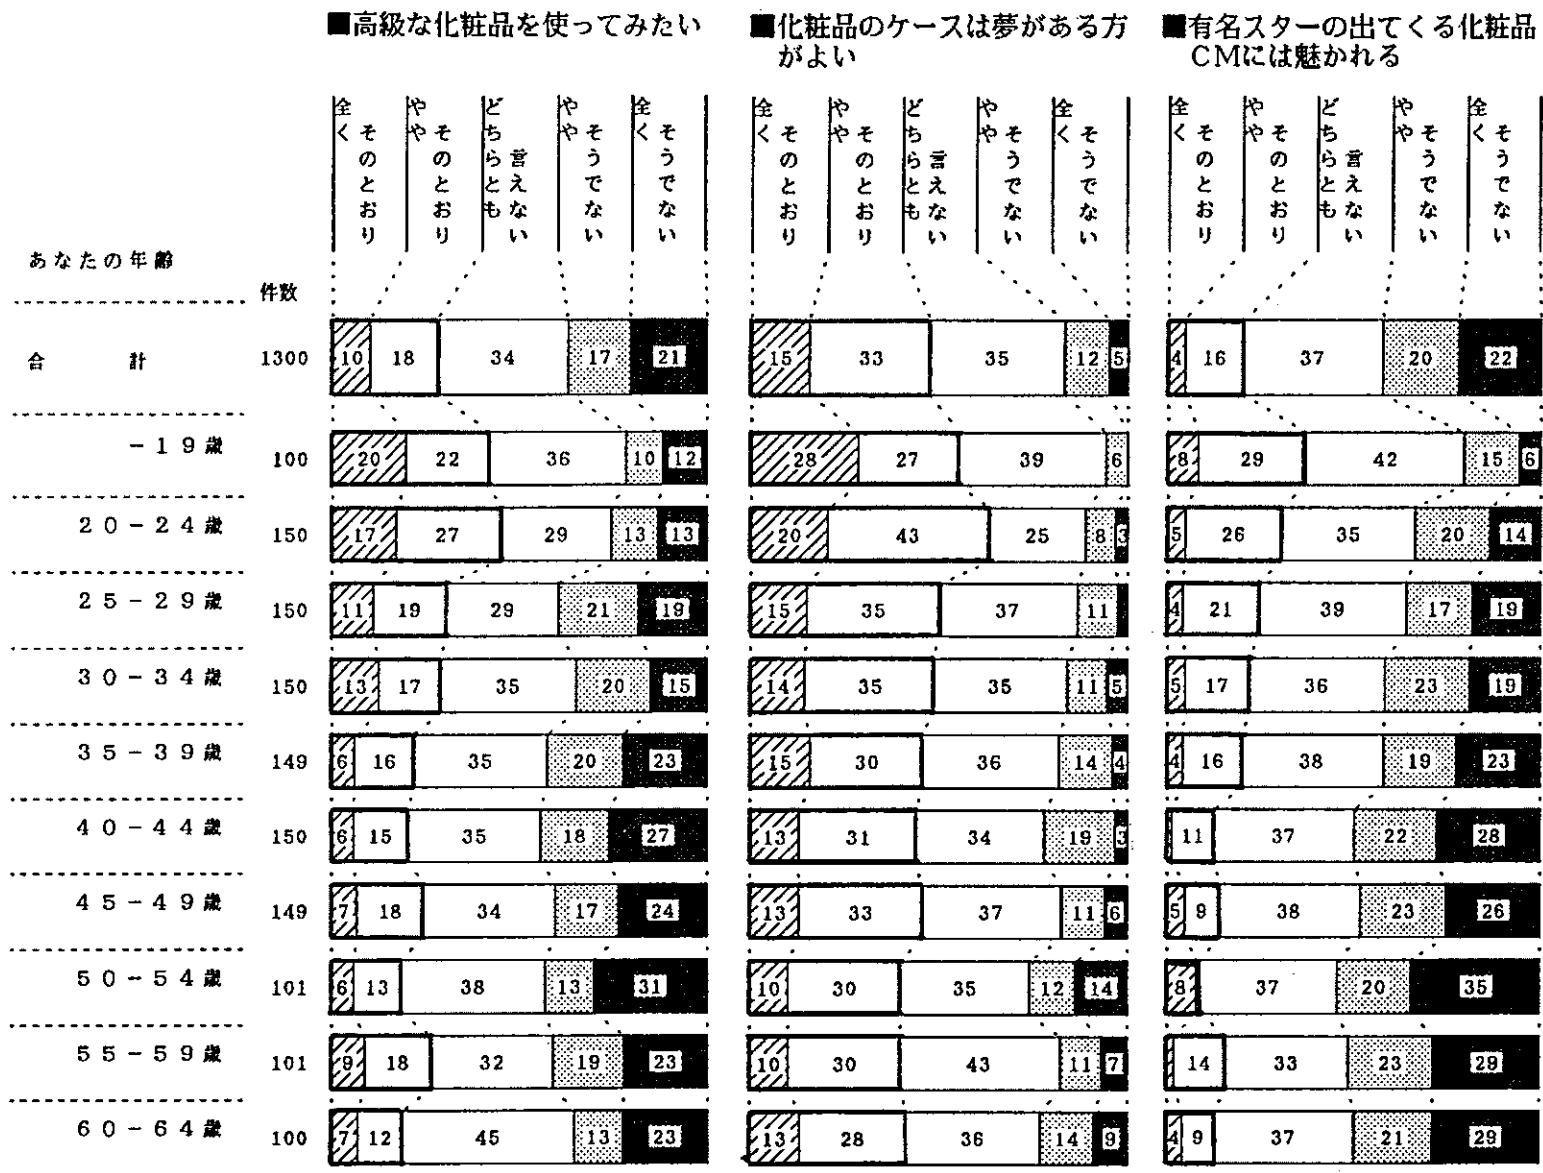 ■高級な化粧品を使ってみたい
■化粧品のケースは夢がある方
がよい
■有名スターの出てくる化粧品
ＣＭには魅かれる
全く そのとおり
やや そのとおり
どちらとも 言えない
やや そうでない
全く そうでない
全く そのとおり
やや そのとおり
どちらとも 言えない
やや そうでない
全く そうでない
全く そのとおり
やや そのとおり
どちらとも 言えない
やや そうでない
全く そうでない
あなたの年齢
件数
合計 1300 10 18 34 17 21 15 33 35 12 5 4 16 37 20 22
－１９歳 100 20 22 36 10 12 28 27 39 6 8 29 42 15 6
２０－２４歳 150 17 27 29 13 13 20 43 25 8 3 5 26 35 20 14
２５－２９歳 150 11 19 29 21 19 15 35 37 11 4 21 39 17 19
３０－３４歳 150 13 17 35 20 15 14 35 35 11 5 5 17 36 23 19
３５－３９歳 149 6 16 35 20 23 15 30 36 14 4 4 16 38 19 23
４０－４４歳 150 6 15 35 18 27 13 31 34 19 3 11 37 22 28
４５－４９歳 149 7 18 34 17 24 13 33 37 11 6 5 9 38 23 26
５０－５４歳 101 6 13 38 13 31 10 30 35 12 14 8 37 20 35
５５－５９歳 101 9 18 32 19 23 10 30 43 11 7 14 33 23 29
６０－６４歳 100 7 12 45 13 23 13 28 36 14 9 4 9 37 21 29